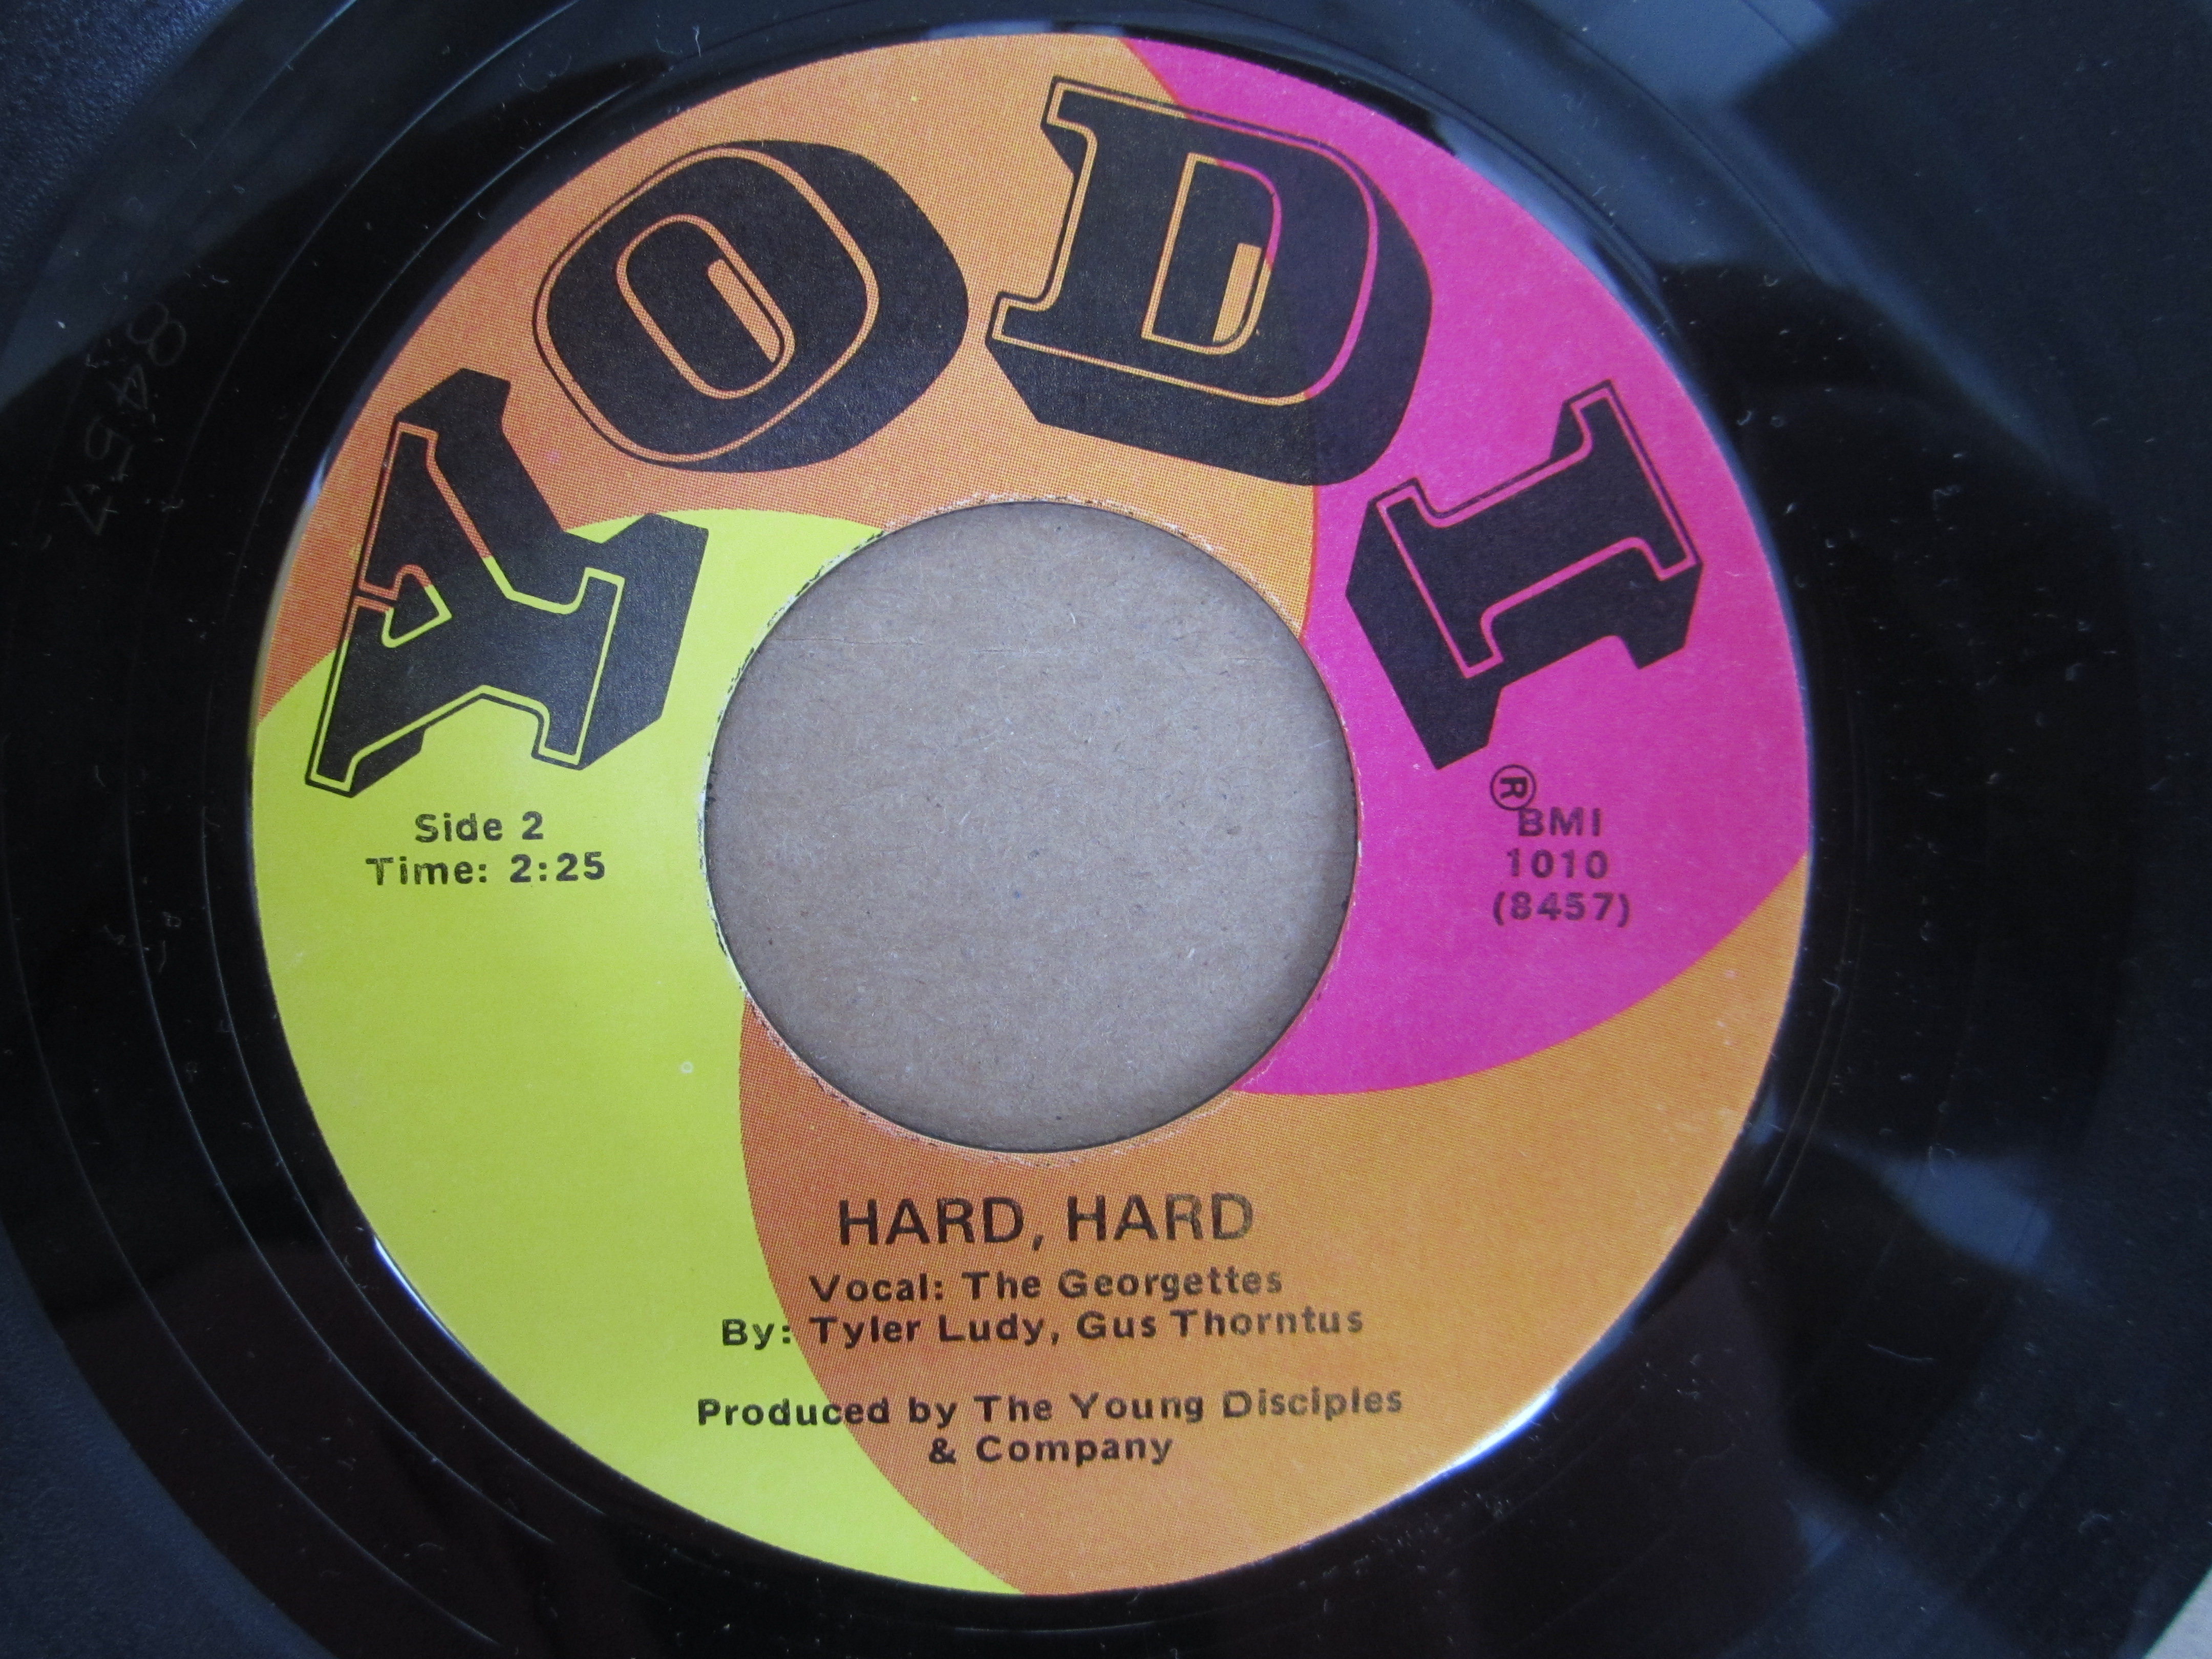 AODI
®
Side 2
Time: 2:25
BMI
1010
(8457)
HARD, HARD
Vocal: The Georgettes
By: Tyler Ludy, Gus Thorntus
Produced by The Young Disciples
& Company
8457